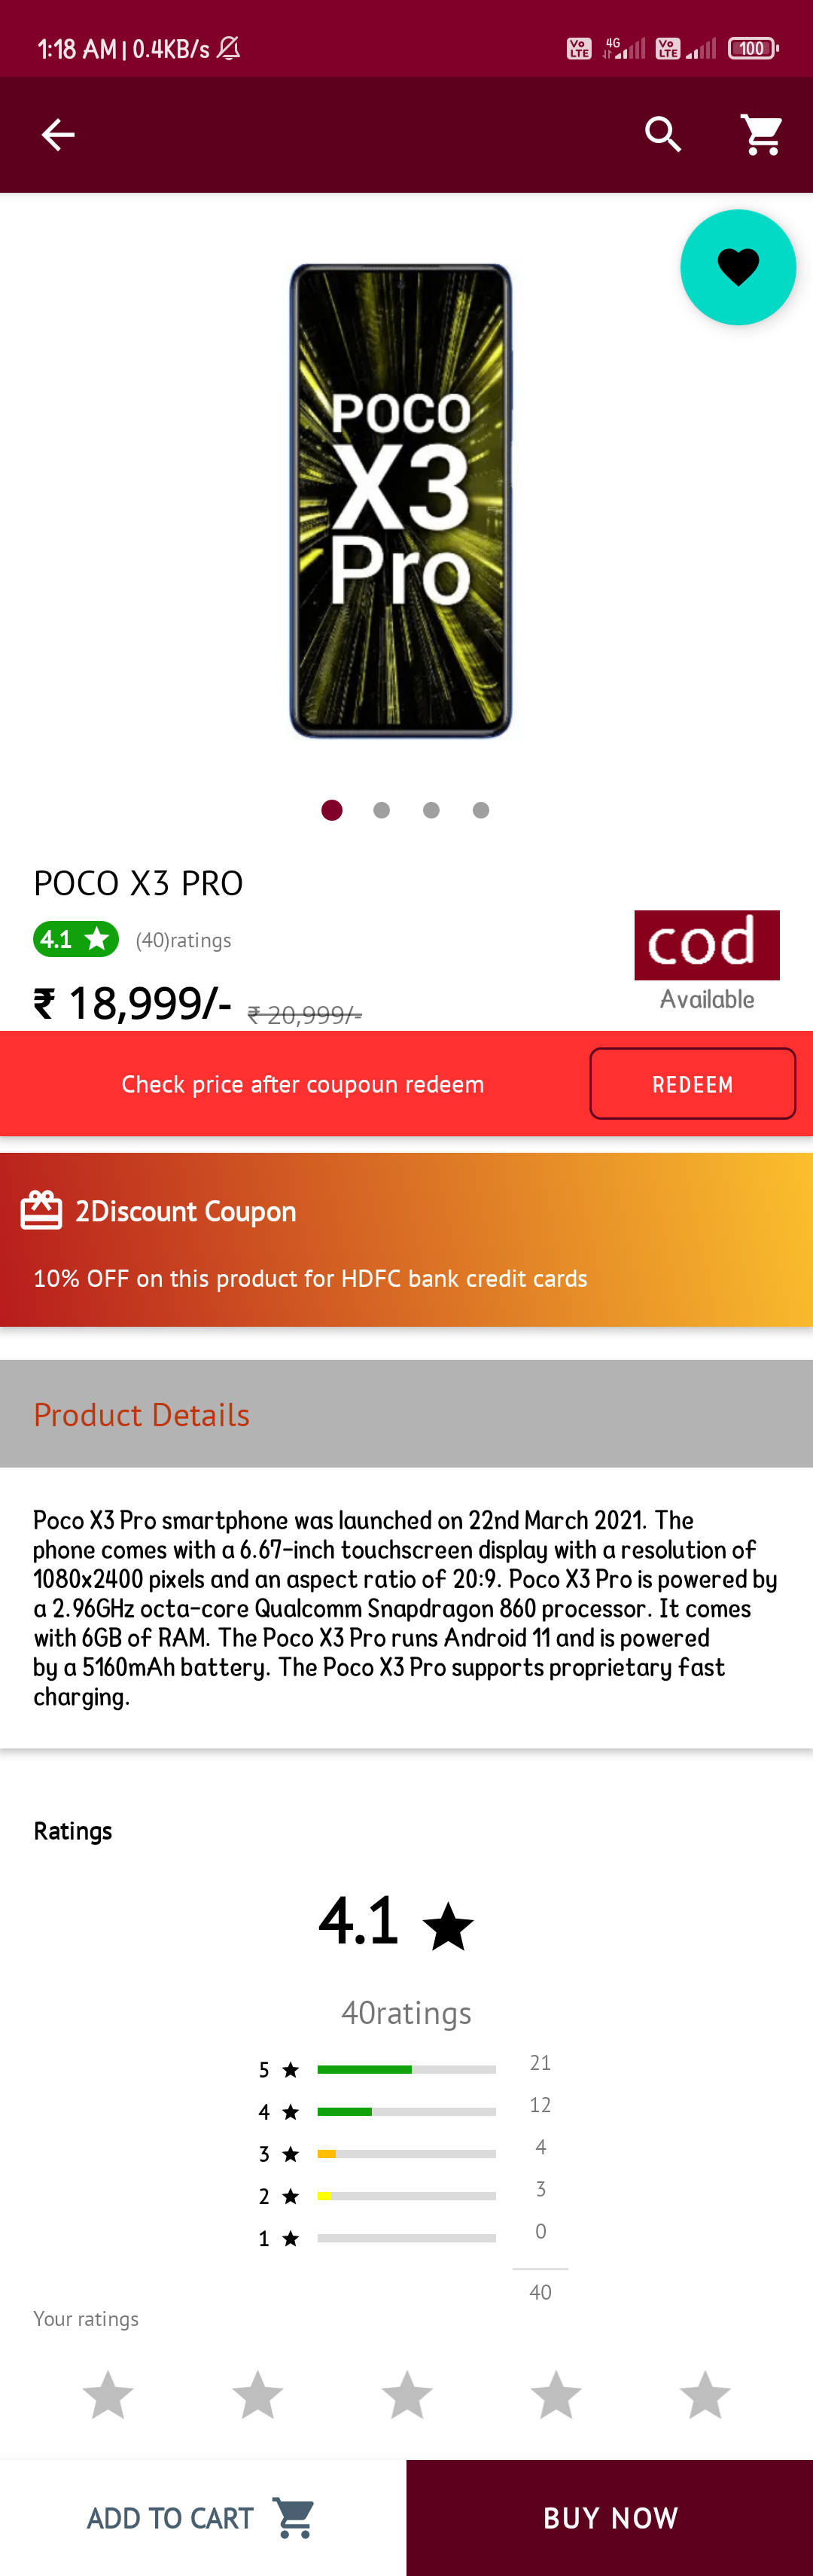 1:18 AM | 0.4KB/s
Vo LTE 4G Vo LTE 100
POCO
X3
Pro
POCO X3 PRO
4.1 (40)ratings
cod
Available
₹ 18,999/- ₹ 20,999/-
Check price after coupoun redeem REDEEM
2Discount Coupon
10% OFF on this product for HDFC bank credit cards
Product Details
Poco X3 Pro smartphone was launched on 22nd March 2021. The
phone comes with a 6.67-inch touchscreen display with a resolution of
1080x2400 pixels and an aspect ratio of 20:9. Poco X3 Pro is powered by
a 2.96GHz octa-core Qualcomm Snapdragon 860 processor. It comes
with 6GB of RAM. The Poco X3 Pro runs Android 11 and is powered
by a 5160mAh battery. The Poco X3 Pro supports proprietary fast
charging.
Ratings
4.1
40ratings
5 21
4 12
3 4
2 3
1 0
40
Your ratings
ADD TO CART BUY NOW